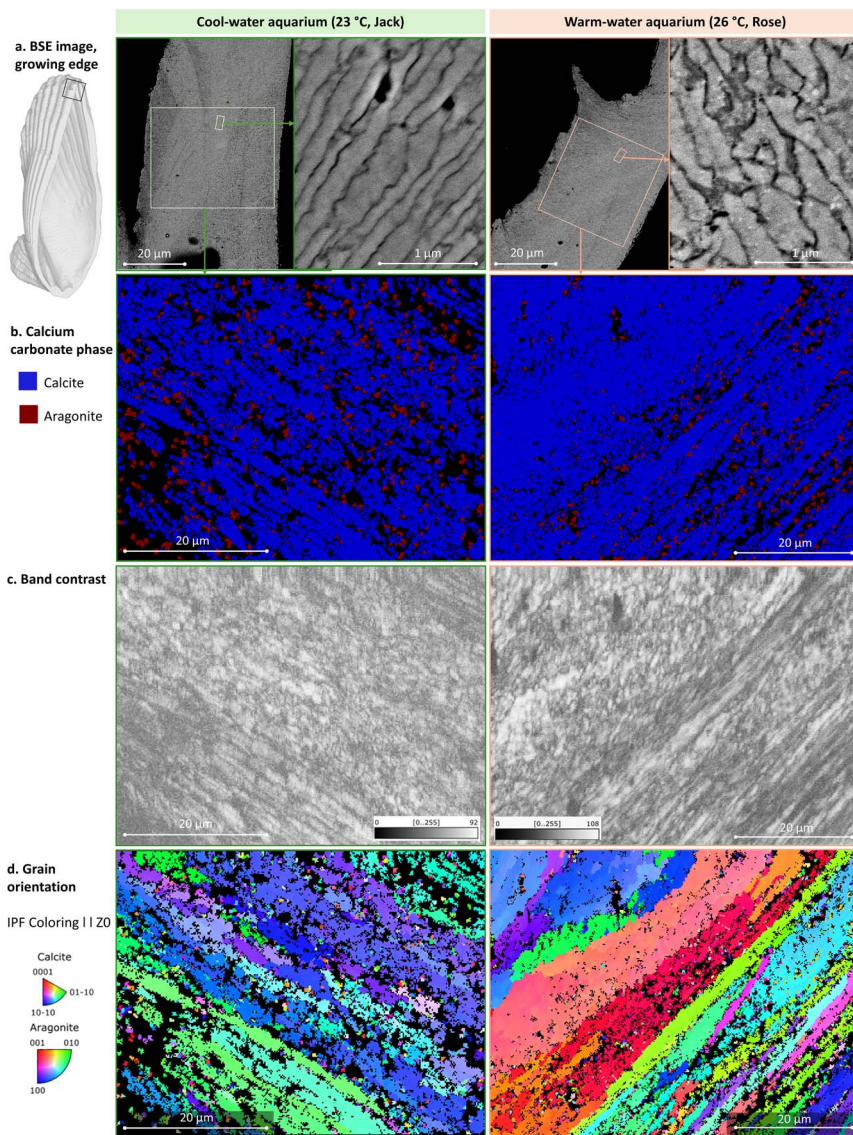 Cool-water aquarium (23 °C, Jack)
Warm-water aquarium (26 °C, Rose)
a. BSE image,
growing edge
20 µm
1 µm
20 µm
1 µm
b. Calcium
carbonate phase
Calcite
Aragonite
20 µm
20 µm
c. Band contrast
20 µm
0 [0..255] 92
0 [0..255] 108
20 µm
d. Grain
orientation
IPF Coloring I I Z0
Calcite
0001
01-10
10-10
Aragonite
001 010
100
20 µm
20 µm